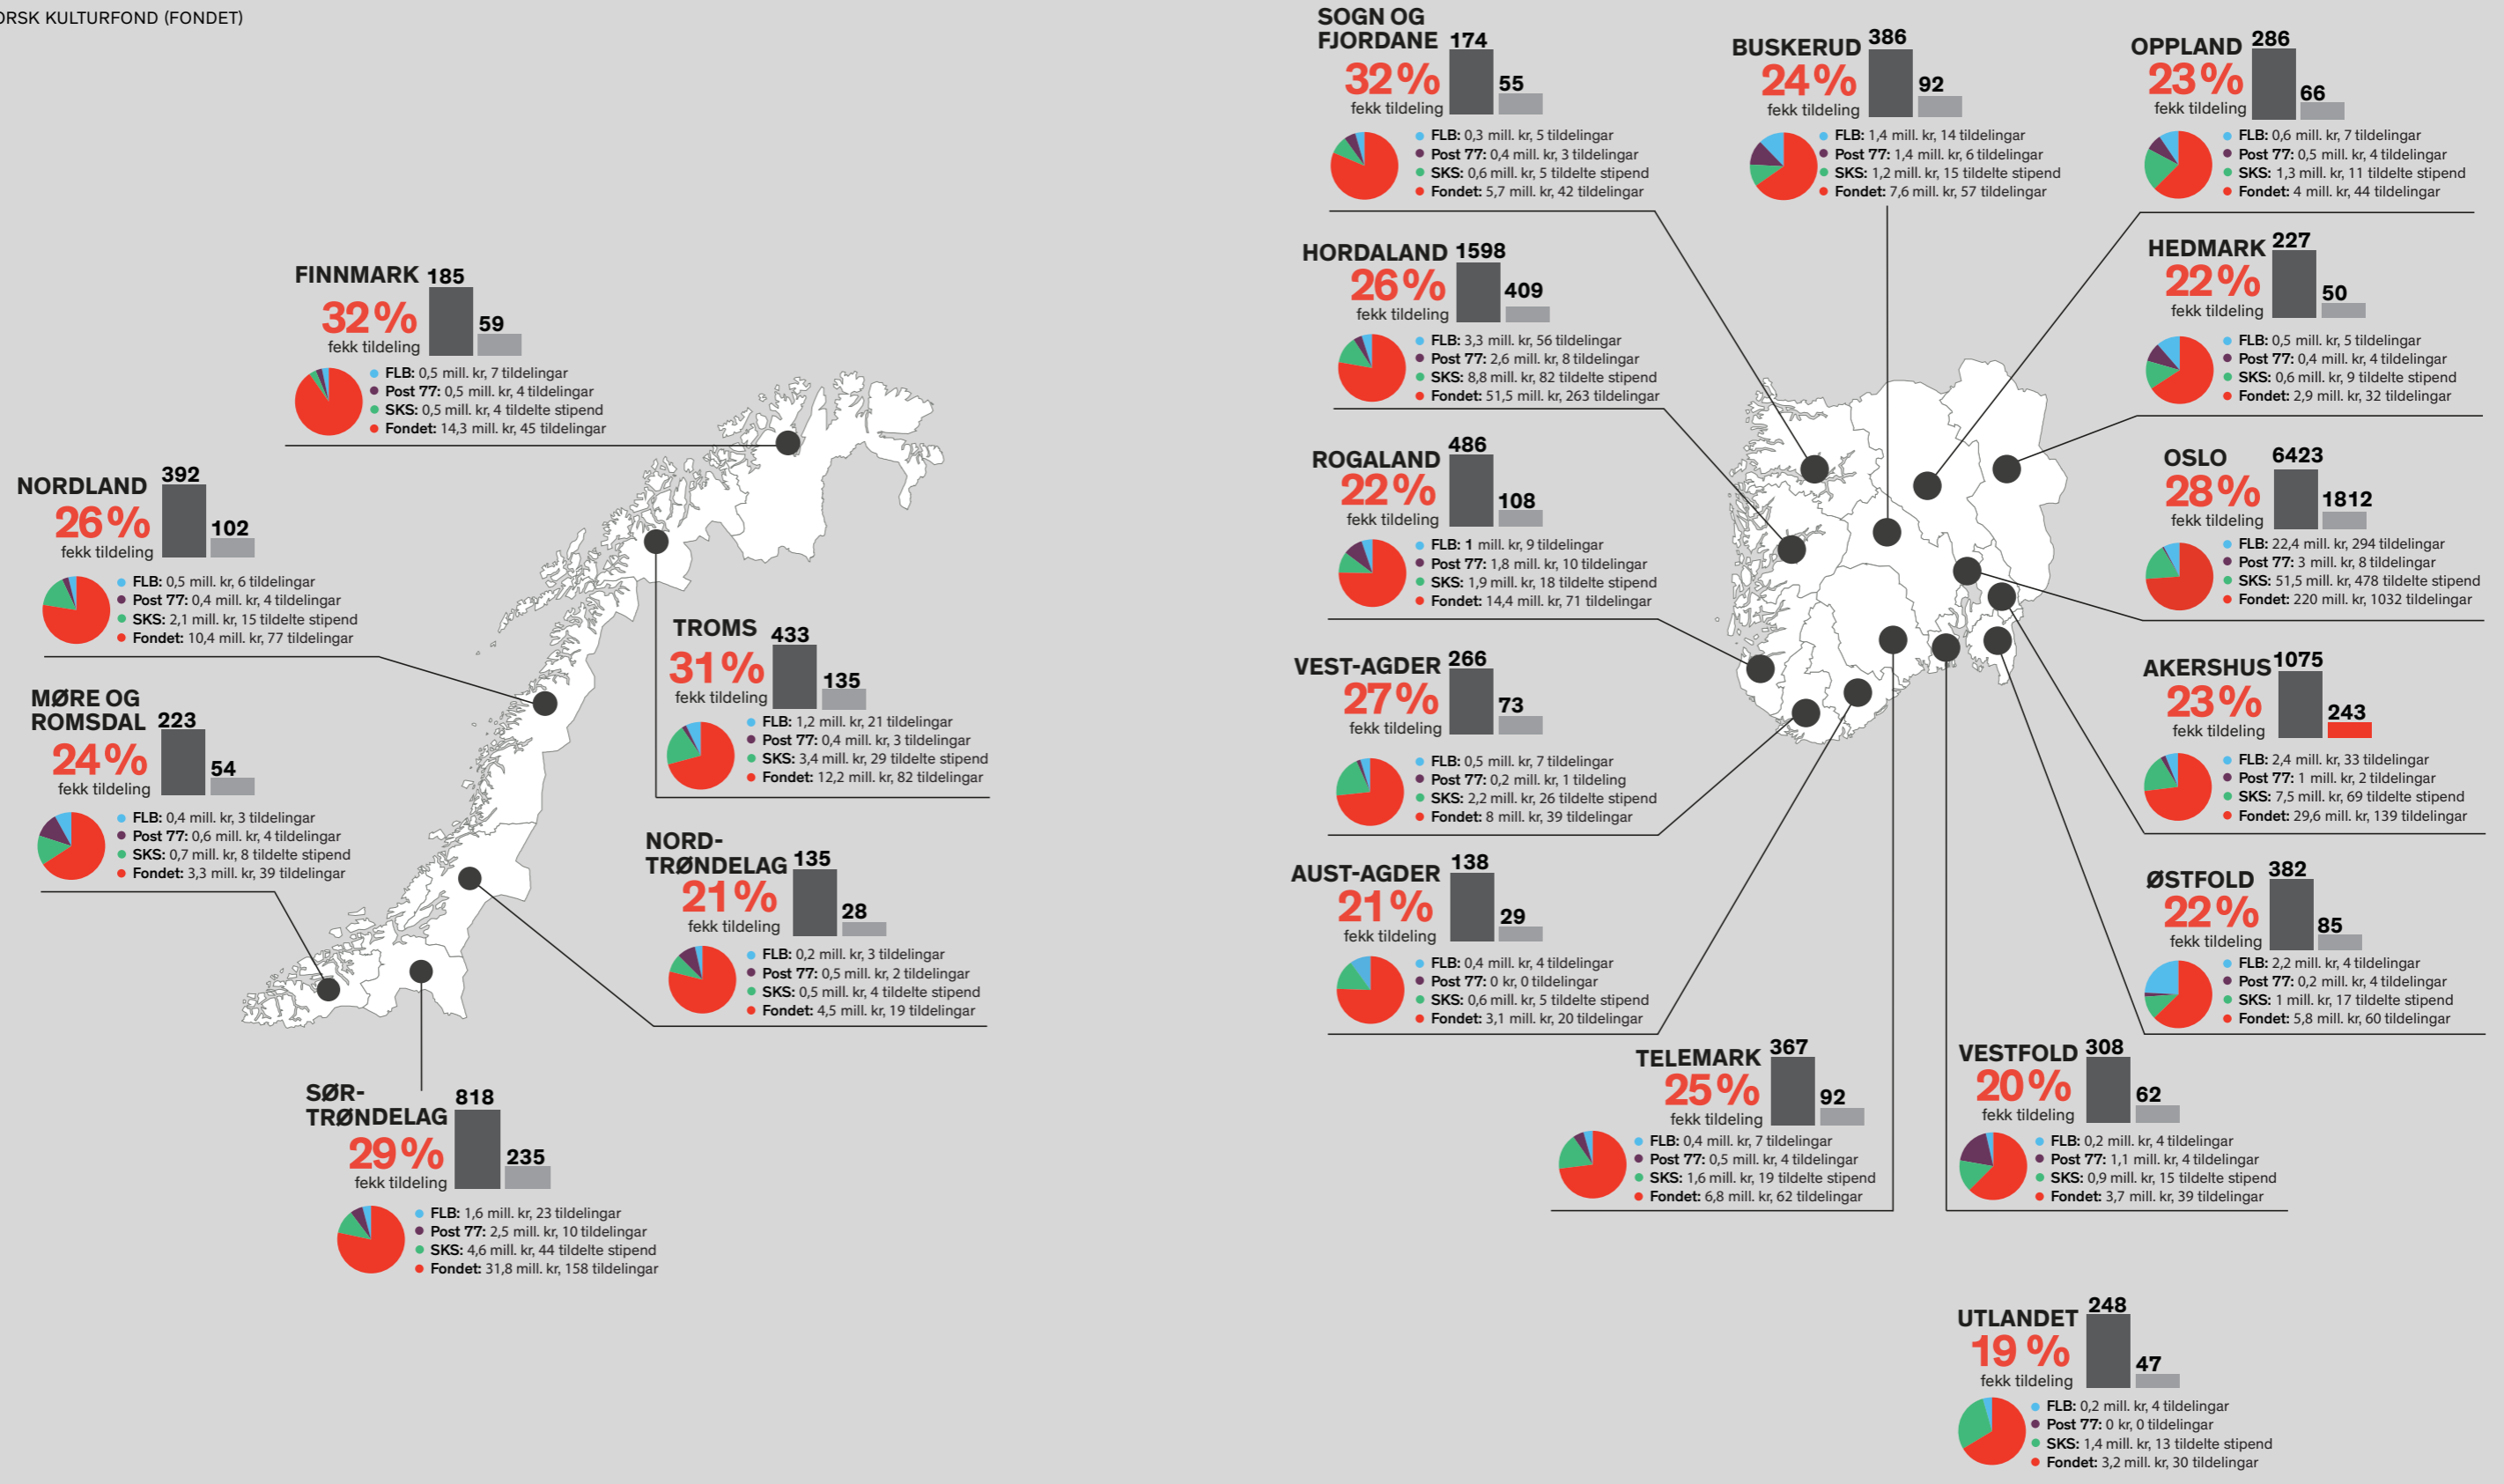 ORSK KULTURFOND (FONDET)
FINNMARK 185
32%
59
fekk tildeling
FLB: 0,5 mill. kr, 7 tildelingar
Post 77: 0,5 mill. kr, 4 tildelingar
SKS: 0,5 mill. kr, 4 tildelte stipend
Fondet: 14,3 mill. kr, 45 tildelingar
NORDLAND 392
26%
102
fekk tildeling
FLB: 0,5 mill. kr, 6 tildelingar
Post 77: 0,4 mill. kr, 4 tildelingar
SKS: 2,1 mill. kr, 15 tildelte stipend
Fondet: 10,4 mill. kr, 77 tildelingar
TROMS 433
31%
135
fekk tildeling
FLB: 1,2 mill. kr, 21 tildelingar
Post 77: 0,4 mill. kr, 3 tildelingar
SKS: 3,4 mill. kr, 29 tildelte stipend
Fondet: 12,2 mill. kr, 82 tildelingar
MØRE OG
ROMSDAL 223
24%
54
fekk tildeling
FLB: 0,4 mill. kr, 3 tildelingar
Post 77: 0,6 mill. kr, 4 tildelingar
SKS: 0,7 mill. kr, 8 tildelte stipend
Fondet: 3,3 mill. kr, 39 tildelingar
NORD-
TRØNDELAG 135
21%
28
fekk tildeling
FLB: 0,2 mill. kr, 3 tildelingar
Post 77: 0,5 mill. kr, 2 tildelingar
SKS: 0,5 mill. kr, 4 tildelte stipend
Fondet: 4,5 mill. kr, 19 tildelingar
SØR-
TRØNDELAG 818
29%
235
fekk tildeling
FLB: 1,6 mill. kr, 23 tildelingar
Post 77: 2,5 mill. kr, 10 tildelingar
SKS: 4,6 mill. kr, 44 tildelte stipend
Fondet: 31,8 mill. kr, 158 tildelingar
SOGN OG
FJORDANE 174
32%
55
fekk tildeling
FLB: 0,3 mill. kr, 5 tildelingar
Post 77: 0,4 mill. kr, 3 tildelingar
SKS: 0,6 mill. kr, 5 tildelte stipend
Fondet: 5,7 mill. kr, 42 tildelingar
BUSKERUD 386
24%
92
fekk tildeling
FLB: 1,4 mill. kr, 14 tildelingar
Post 77: 1,4 mill. kr, 6 tildelingar
SKS: 1,2 mill. kr, 15 tildelte stipend
Fondet: 7,6 mill. kr, 57 tildelingar
OPPLAND 286
23%
66
fekk tildeling
FLB: 0,6 mill. kr, 7 tildelingar
Post 77: 0,5 mill. kr, 4 tildelingar
SKS: 1,3 mill. kr, 11 tildelte stipend
Fondet: 4 mill. kr, 44 tildelingar
HORDALAND 1598
26%
409
fekk tildeling
FLB: 3,3 mill. kr, 56 tildelingar
Post 77: 2,6 mill. kr, 8 tildelingar
SKS: 8,8 mill. kr, 82 tildelte stipend
Fondet: 51,5 mill. kr, 263 tildelingar
HEDMARK 227
22%
50
fekk tildeling
FLB: 0,5 mill. kr, 5 tildelingar
Post 77: 0,4 mill. kr, 4 tildelingar
SKS: 0,6 mill. kr, 9 tildelte stipend
Fondet: 2,9 mill. kr, 32 tildelingar
ROGALAND 486
22%
108
fekk tildeling
FLB: 1 mill. kr, 9 tildelingar
Post 77: 1,8 mill. kr, 10 tildelingar
SKS: 1,9 mill. kr, 18 tildelte stipend
Fondet: 14,4 mill. kr, 71 tildelingar
OSLO 6423
28%
1812
fekk tildeling
FLB: 22,4 mill. kr, 294 tildelingar
Post 77: 3 mill. kr, 8 tildelingar
SKS: 51,5 mill. kr, 478 tildelte stipend
Fondet: 220 mill. kr, 1032 tildelingar
VEST-AGDER 266
27%
73
fekk tildeling
FLB: 0,5 mill. kr, 7 tildelingar
Post 77: 0,2 mill. kr, 1 tildeling
SKS: 2,2 mill. kr, 26 tildelte stipend
Fondet: 8 mill. kr, 39 tildelingar
AKERSHUS 1075
23%
243
fekk tildeling
FLB: 2,4 mill. kr, 33 tildelingar
Post 77: 1 mill. kr, 2 tildelingar
SKS: 7,5 mill. kr, 69 tildelte stipend
Fondet: 29,6 mill. kr, 139 tildelingar
AUST-AGDER 138
21%
29
fekk tildeling
FLB: 0,4 mill. kr, 4 tildelingar
Post 77: 0 kr, 0 tildelingar
SKS: 0,6 mill. kr, 5 tildelte stipend
Fondet: 3,1 mill. kr, 20 tildelingar
ØSTFOLD 382
22%
85
fekk tildeling
FLB: 2,2 mill. kr, 4 tildelingar
Post 77: 0,2 mill. kr, 4 tildelingar
SKS: 1 mill. kr, 17 tildelte stipend
Fondet: 5,8 mill. kr, 60 tildelingar
TELEMARK 367
25%
92
fekk tildeling
FLB: 0,4 mill. kr, 7 tildelingar
Post 77: 0,5 mill. kr, 4 tildelingar
SKS: 1,6 mill. kr, 19 tildelte stipend
Fondet: 6,8 mill. kr, 62 tildelingar
VESTFOLD 308
20%
62
fekk tildeling
FLB: 0,2 mill. kr, 4 tildelingar
Post 77: 1,1 mill. kr, 4 tildelingar
SKS: 0,9 mill. kr, 15 tildelte stipend
Fondet: 3,7 mill. kr, 39 tildelingar
UTLANDET 248
19 %
47
fekk tildeling
FLB: 0,2 mill. kr, 4 tildelingar
Post 77: 0 kr, 0 tildelingar
SKS: 1,4 mill. kr, 13 tildelte stipend
Fondet: 3,2 mill. kr, 30 tildelingar